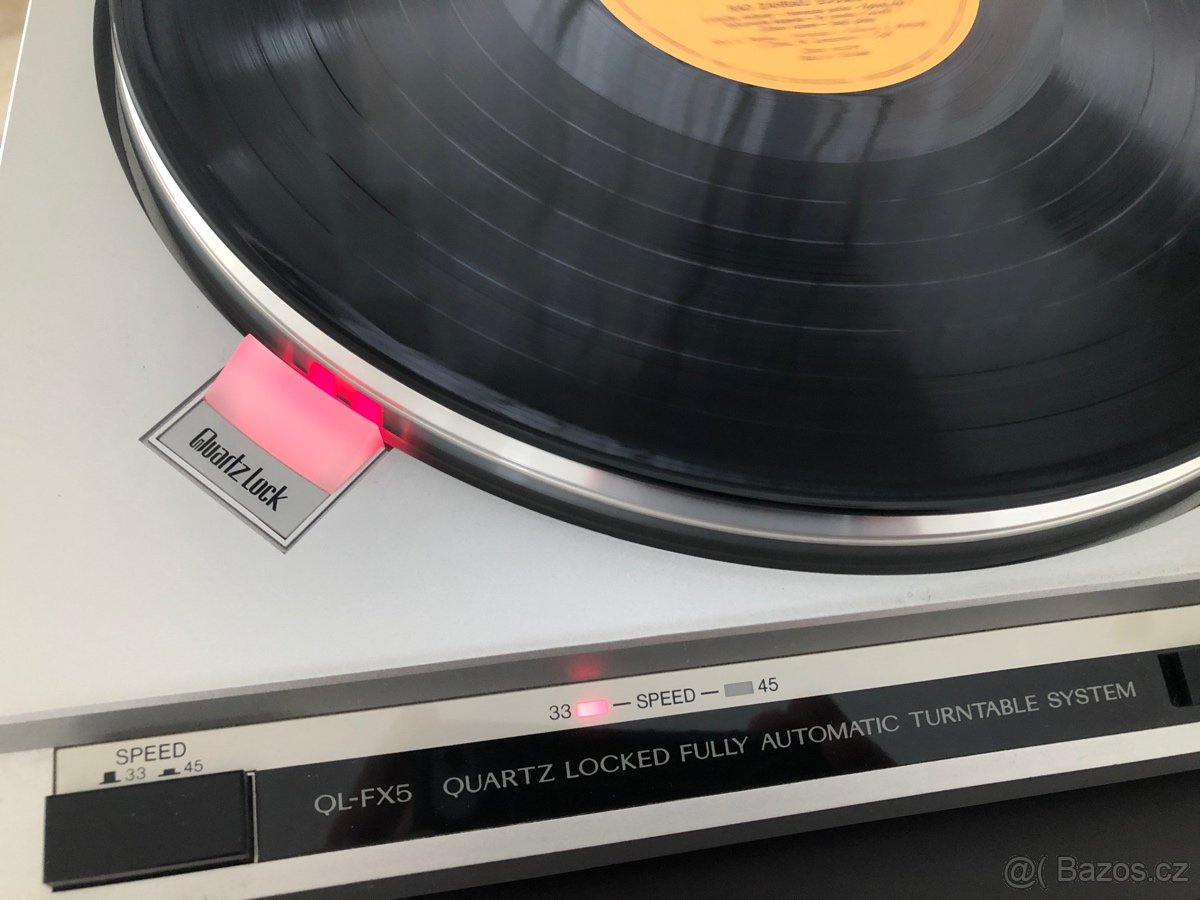 Quartz Lock
33 — SPEED — 45
SPEED
33 45
QL-FX5 QUARTZ LOCKED FULLY AUTOMATIC TURNTABLE SYSTEM
@( Bazos.cz